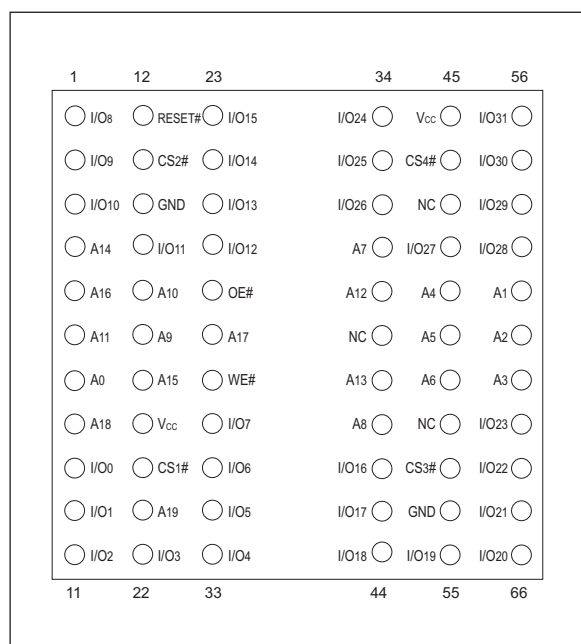 1 12 23 34 45 56
I/O8 RESET# I/O15 I/O24 Vcc I/O31
I/O9 CS2# I/O14 I/O25 CS4# I/O30
I/O10 GND I/O13 I/O26 NC I/O29
A14 I/O11 I/O12 A7 I/O27 I/O28
A16 A10 OE# A12 A4 A1
A11 A9 A17 NC A5 A2
A0 A15 WE# A13 A6 A3
A18 Vcc I/O7 A8 NC I/O23
I/O0 CS1# I/O6 I/O16 CS3# I/O22
I/O1 A19 I/O5 I/O17 GND I/O21
I/O2 I/O3 I/O4 I/O18 I/O19 I/O20
11 22 33 44 55 66